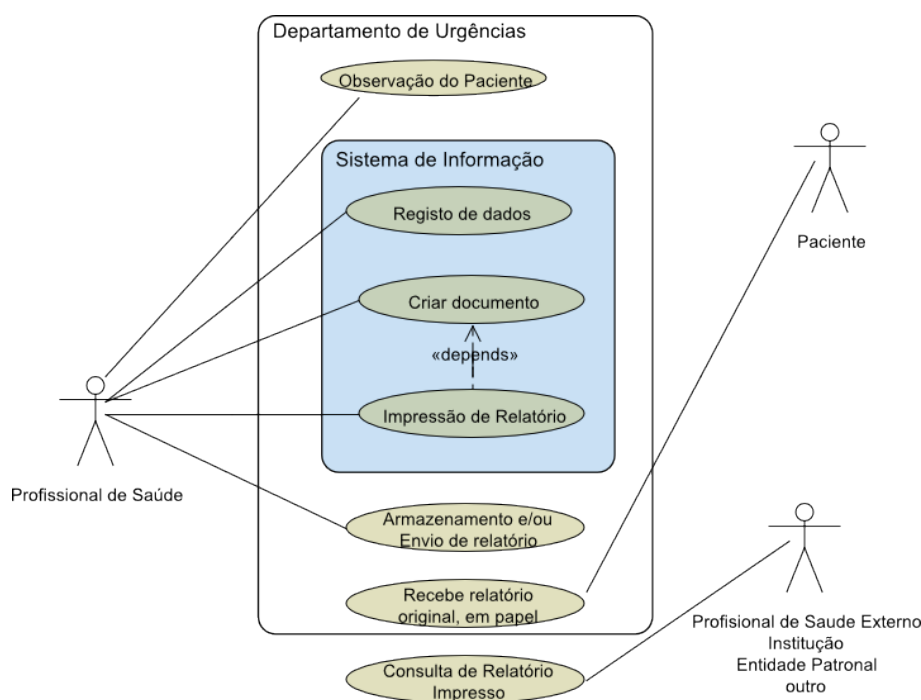 Departamento de Urgências
Observação do Paciente
Sistema de Informação
Registo de dados
Criar documento
«depends»
Impressão de Relatório
Profissional de Saúde
Paciente
Armazenamento e/ou
Envio de relatório
Recebe relatório
original, em papel
Profisional de Saude Externo
Institução
Entidade Patronal
outro
Consulta de Relatório
Impresso